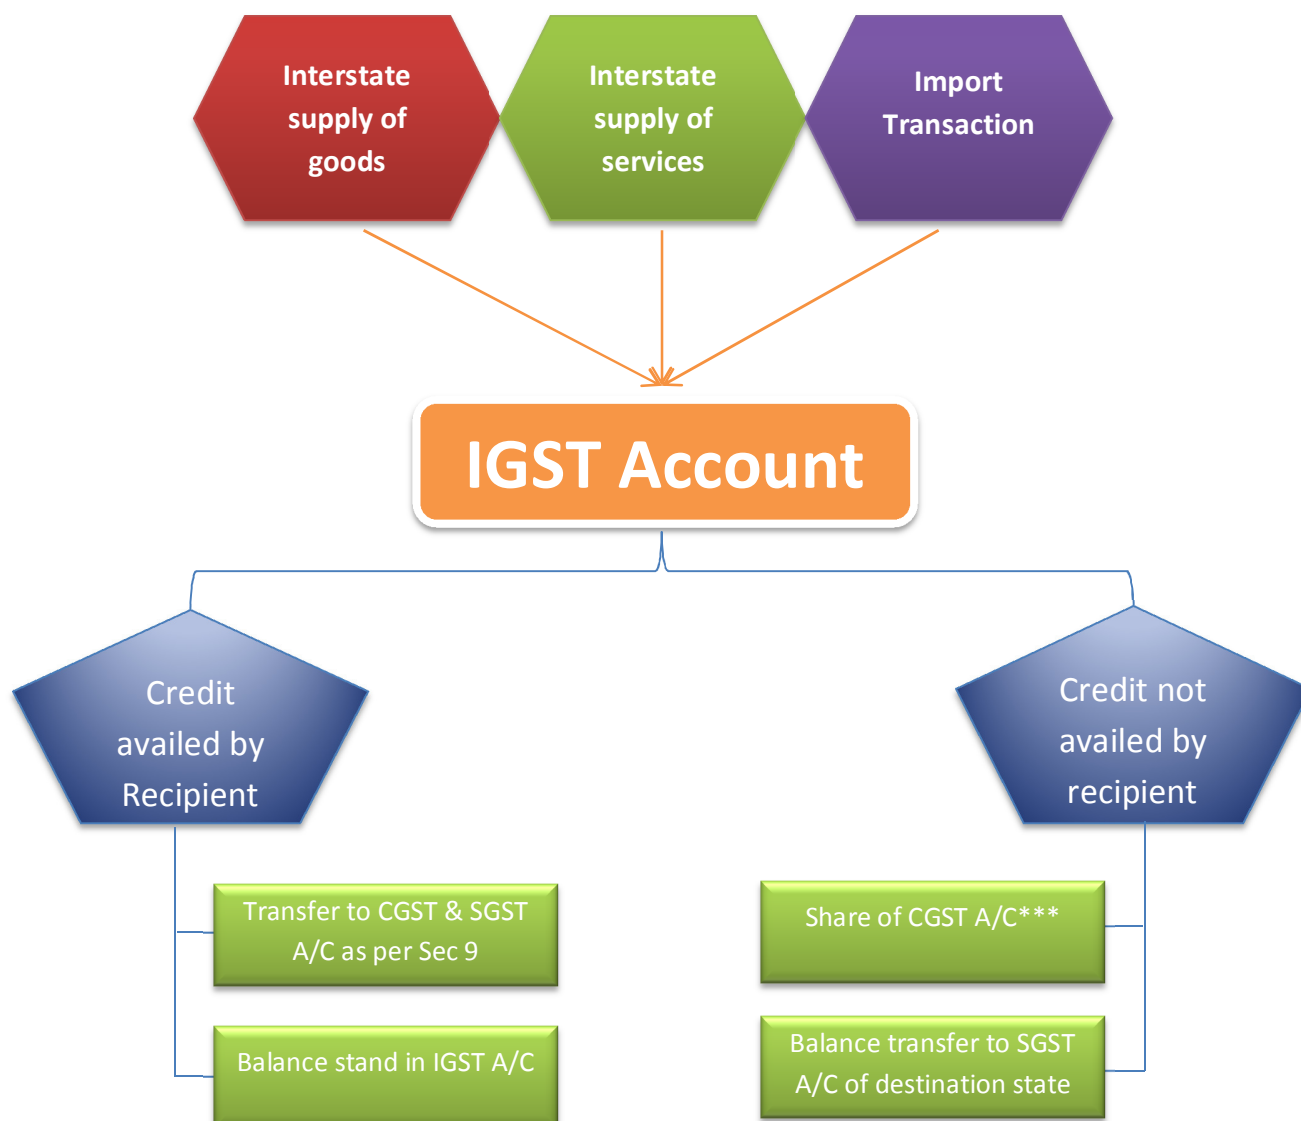 Interstate
supply of
goods
Interstate
supply of
services
Import
Transaction
IGST Account
Credit
availed by
Recipient
Credit not
availed by
recipient
Transfer to CGST & SGST
A/C as per Sec 9
Balance stand in IGST A/C
Share of CGST A/C***
Balance transfer to SGST
A/C of destination state